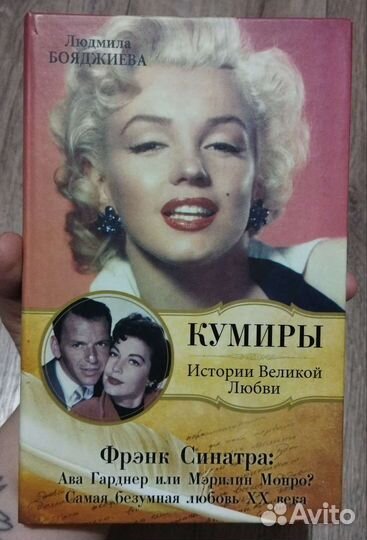 Людмила
БОЯДЖИЕВА
КУМИРЫ
Истории Великой
Любви
Фрэнк Синатра:
Ава Гарднер или Мэрилин Монро?
Самая безумная любовь XX века
Avito